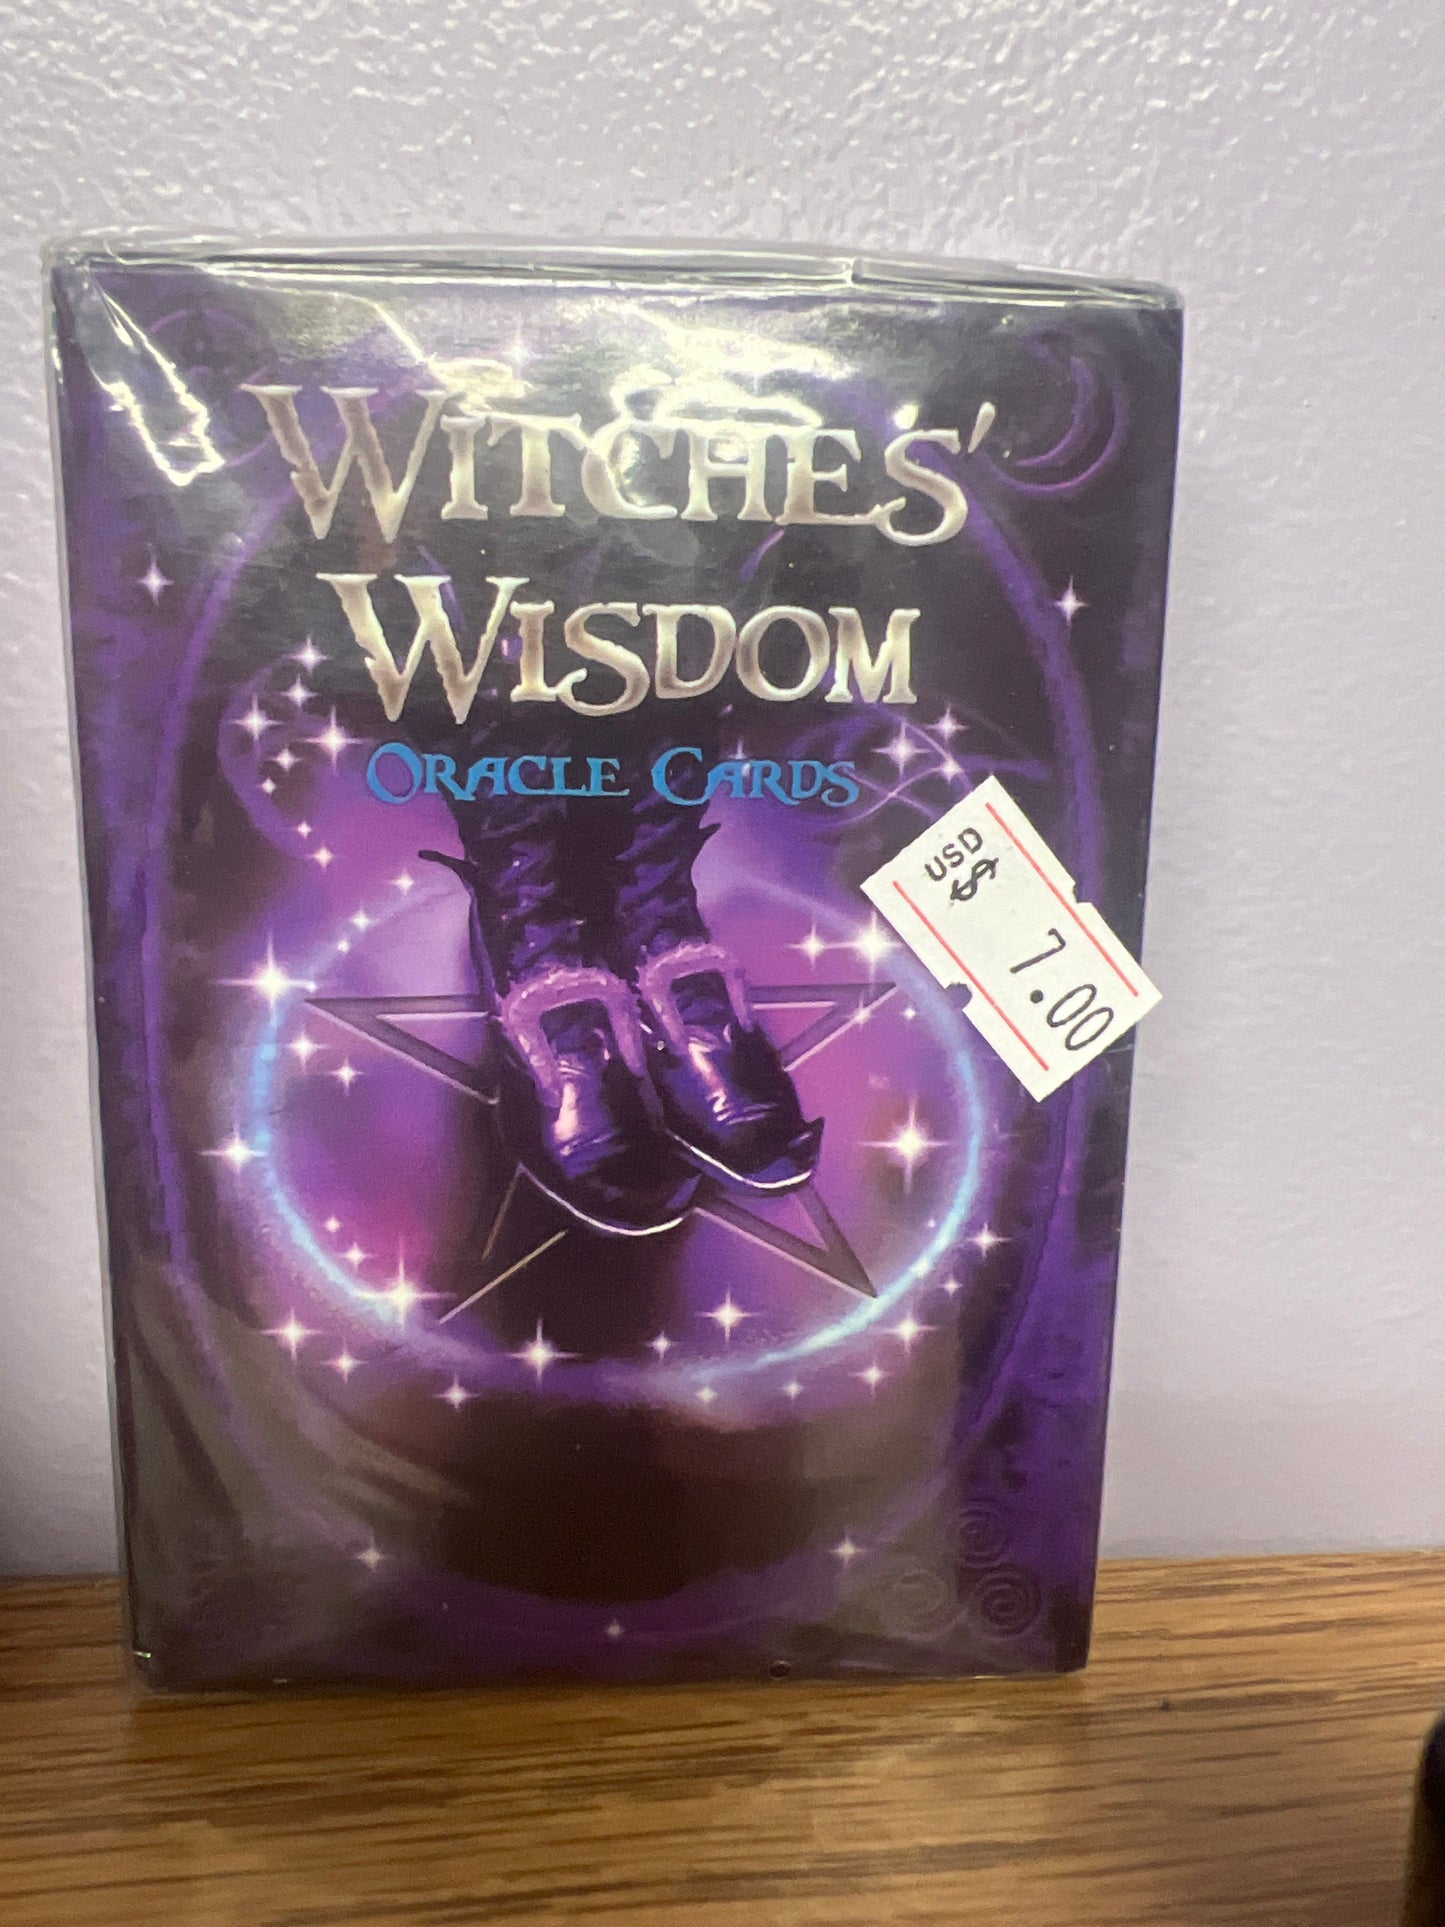 WITCHES'
WISDOM
ORACLE CARDS
USD
$ 7.00